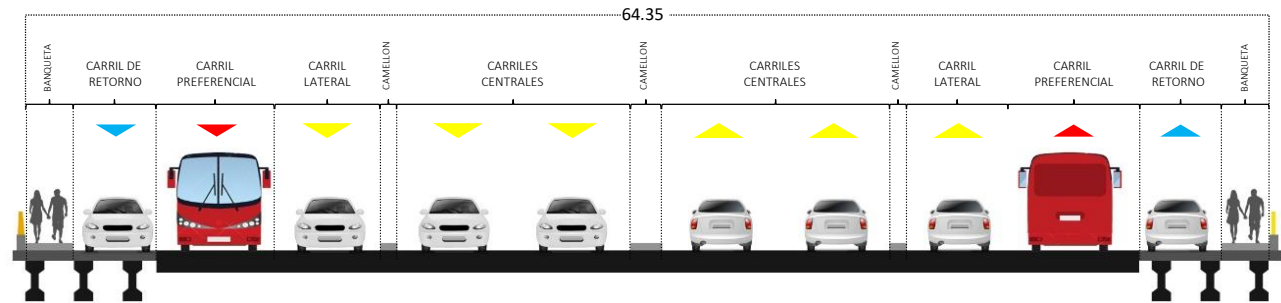 64.35
BANQUETA
CARRIL DE
RETORNO
CARRIL
PREFERENCIAL
CARRIL
LATERAL
CAMELLON
CARRILES
CENTRALES
CAMELLON
CARRILES
CENTRALES
CAMELLON
CARRIL
LATERAL
CARRIL
PREFERENCIAL
CARRIL DE
RETORNO
BANQUETA